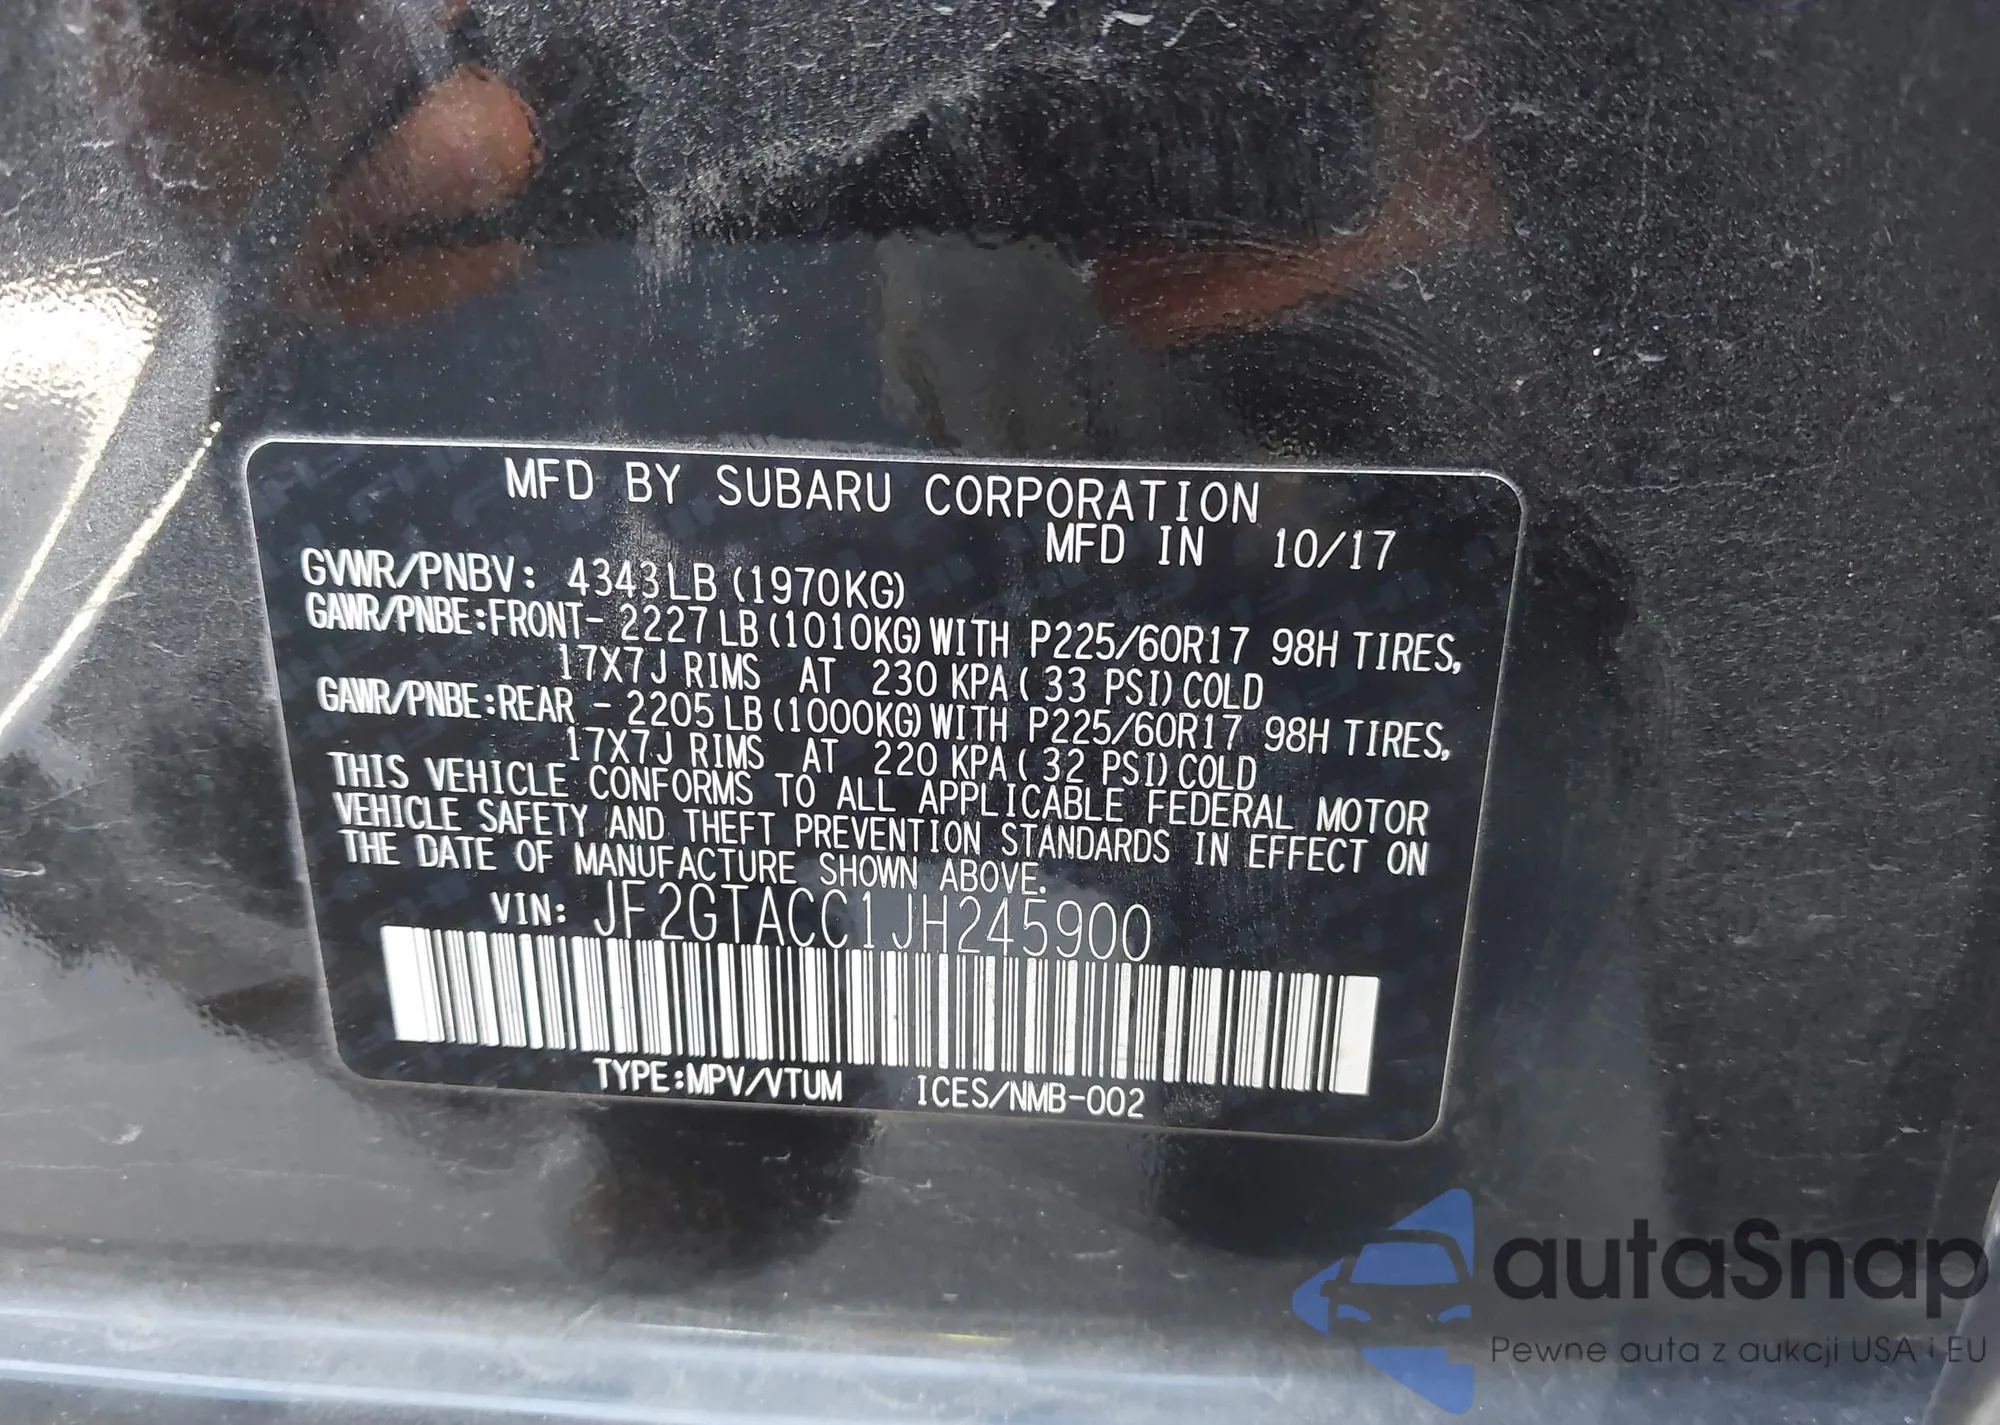 MFD BY SUBARU CORPORATION
MFD IN 10/17
GVWR/PNBV: 4343LB (1970KG)
GAWR/PNBE:FRONT- 2227LB(1010KG)WITH P225/60R17 98H TIRES,
17X7J RIMS AT 230 KPA( 33 PSI)COLD
GAWR/PNBE:REAR - 2205LB(1000KG)WITH P225/60R17 98H TIRES,
17X7J RIMS AT 220 KPA( 32 PSI)COLD
THIS VEHICLE CONFORMS TO ALL APPLICABLE FEDERAL MOTOR
VEHICLE SAFETY AND THEFT PREVENTION STANDARDS IN EFFECT ON
THE DATE OF MANUFACTURE SHOWN ABOVE.
VIN: JF2GTACC1JH245900
TYPE:MPV/VTUM ICES/NMB-002
autaSnap
Pewne auta z aukcji USA i EU